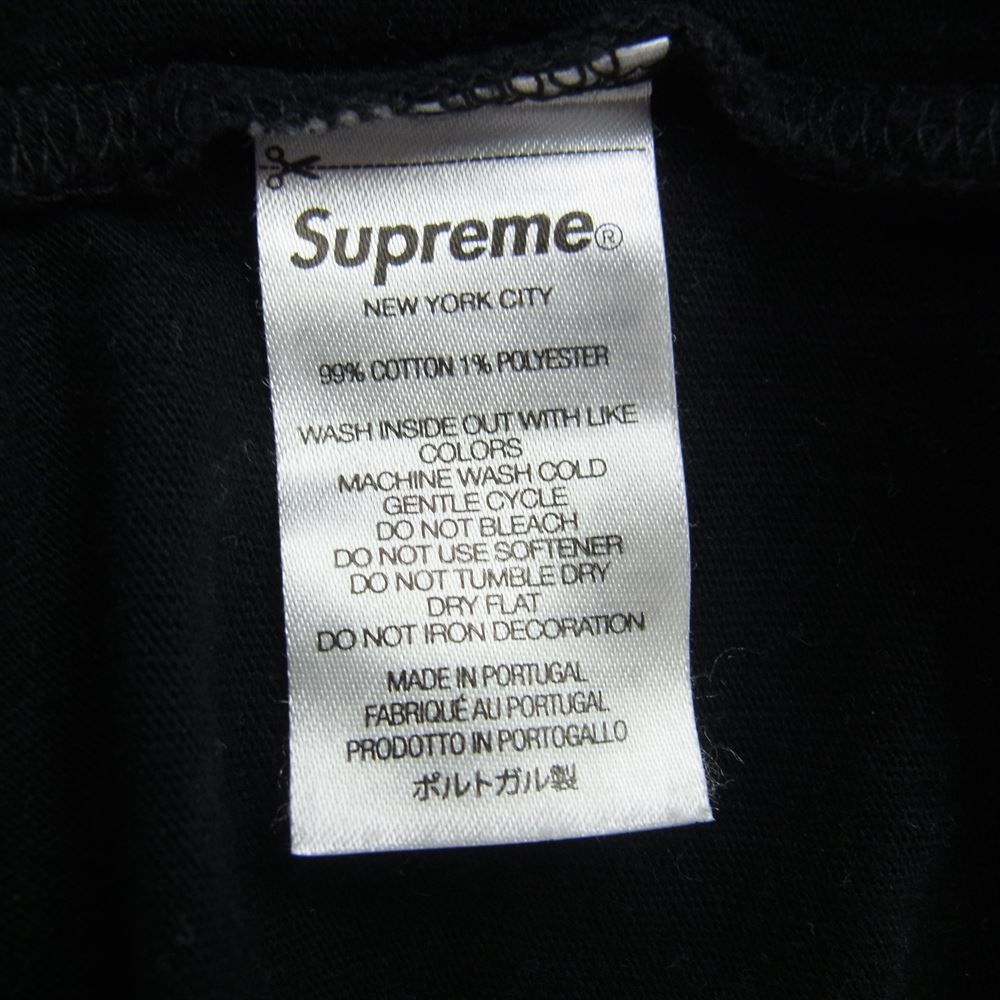 Supreme®
NEW YORK CITY
99% COTTON 1% POLYESTER
WASH INSIDE OUT WITH LIKE
COLORS
MACHINE WASH COLD
GENTLE CYCLE
DO NOT BLEACH
DO NOT USE SOFTENER
DO NOT TUMBLE DRY
DRY FLAT
DO NOT IRON DECORATION
MADE IN PORTUGAL
FABRIQUÉ AU PORTUGAL
PRODOTTO IN PORTOGALLO
ポルトガル製